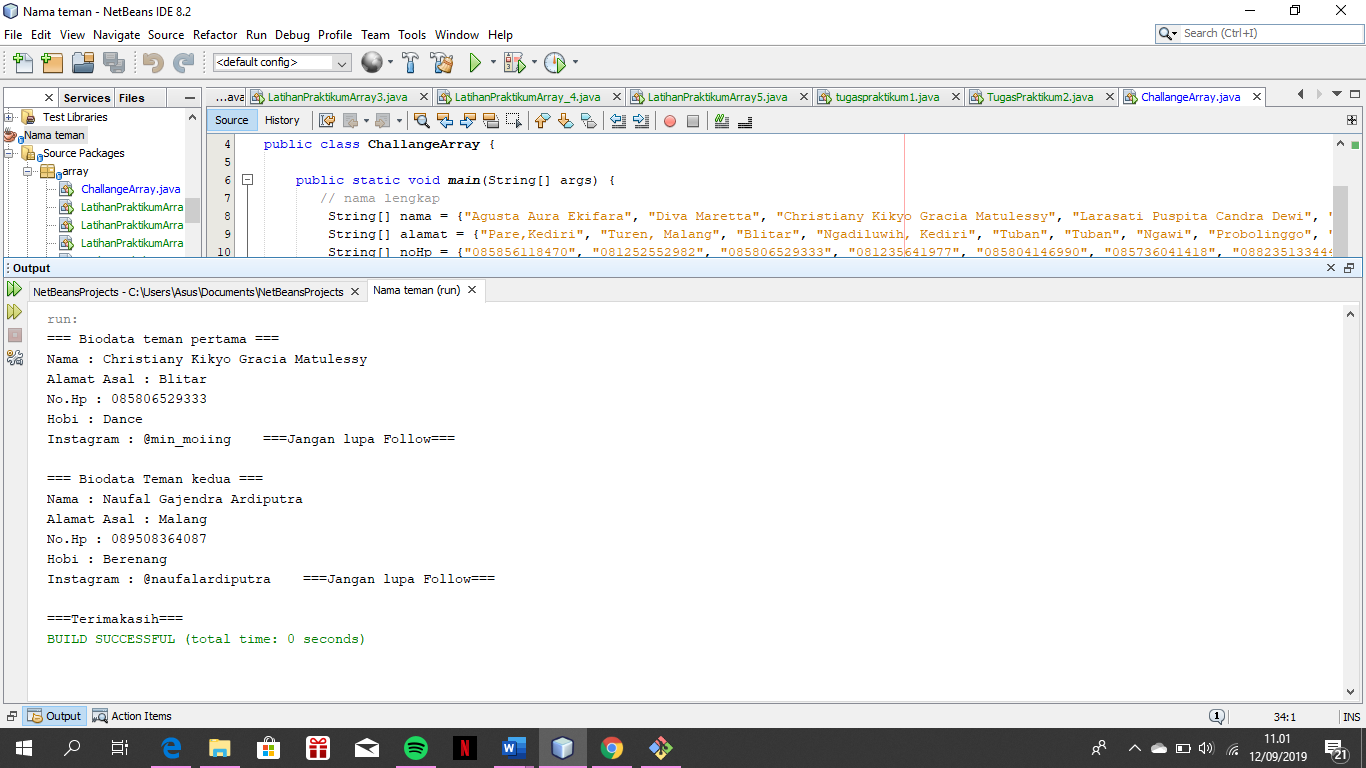 Nama teman - NetBeans IDE 8.2
File Edit View Navigate Source Refactor Run Debug Profile Team Tools Window Help
Search (Ctrl+I)
<default config>
Services Files
...ava LatihanPraktikumArray3.java LatihanPraktikumArray_4.java LatihanPraktikumArray5.java tugaspraktikum1.java TugasPraktikum2.java ChallangeArray.java
Test Libraries
Nama teman
Source Packages
array
ChallangeArray.java
LatihanPraktikumArra
LatihanPraktikumArra
LatihanPraktikumArra
Source History
4 public class ChallangeArray {
5
6 public static void main(String[] args) {
7 // nama lengkap
8 String[] nama = {"Agusta Aura Ekifara", "Diva Maretta", "Christiany Kikyo Gracia Matulessy", "Larasati Puspita Candra Dewi", "
9 String[] alamat = {"Pare,Kediri", "Turen, Malang", "Blitar", "Ngadiluwih, Kediri", "Tuban", "Tuban", "Ngawi", "Probolinggo", "
10 String[] noHp = {"085856118470", "081252552982", "085806529333", "081235641977", "085804146990", "085736041418", "088235133444
Output
NetBeansProjects - C:\Users\Asus\Documents\NetBeansProjects Nama teman (run)
run:
=== Biodata teman pertama ===
Nama : Christiany Kikyo Gracia Matulessy
Alamat Asal : Blitar
No.Hp : 085806529333
Hobi : Dance
Instagram : @min_moiing ===Jangan lupa Follow===
=== Biodata Teman kedua ===
Nama : Naufal Gajendra Ardiputra
Alamat Asal : Malang
No.Hp : 089508364087
Hobi : Berenang
Instagram : @naufalardiputra ===Jangan lupa Follow===
===Terimakasih===
BUILD SUCCESSFUL (total time: 0 seconds)
Output Action Items
1 34:1 INS
11.01
12/09/2019
21